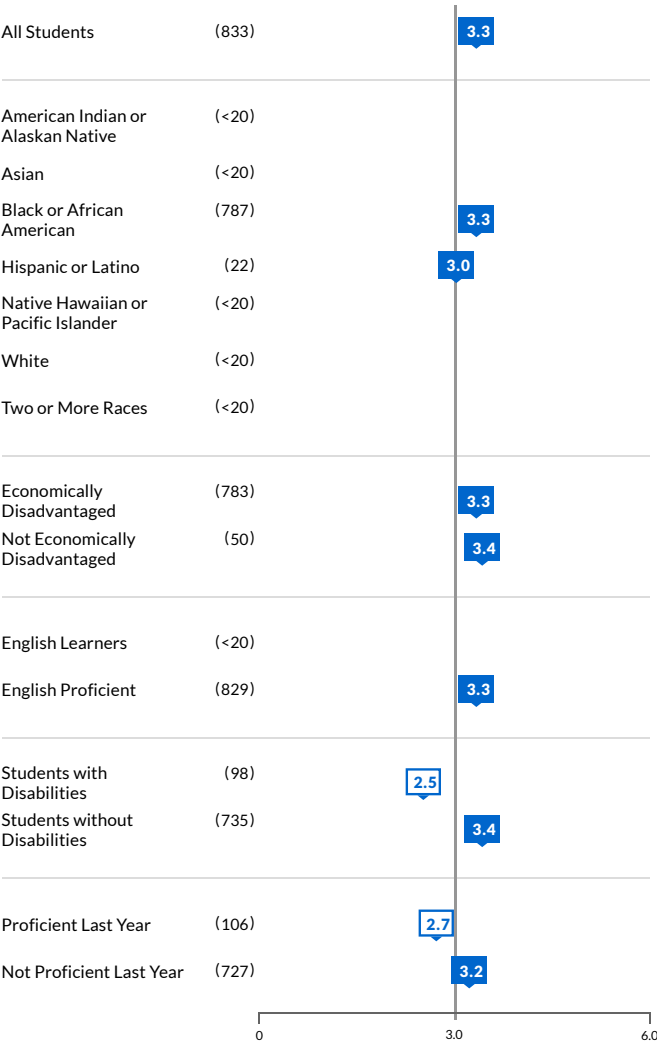 All Students (833) 3.3
American Indian or (<20)
Alaskan Native
Asian (<20)
Black or African (787) 3.3
American
Hispanic or Latino (22) 3.0
Native Hawaiian or (<20)
Pacific Islander
White (<20)
Two or More Races (<20)
Economically (783) 3.3
Disadvantaged
Not Economically (50) 3.4
Disadvantaged
English Learners (<20)
English Proficient (829) 3.3
Students with (98) 2.5
Disabilities
Students without (735) 3.4
Disabilities
Proficient Last Year (106) 2.7
Not Proficient Last Year (727) 3.2
0 3.0 6.0